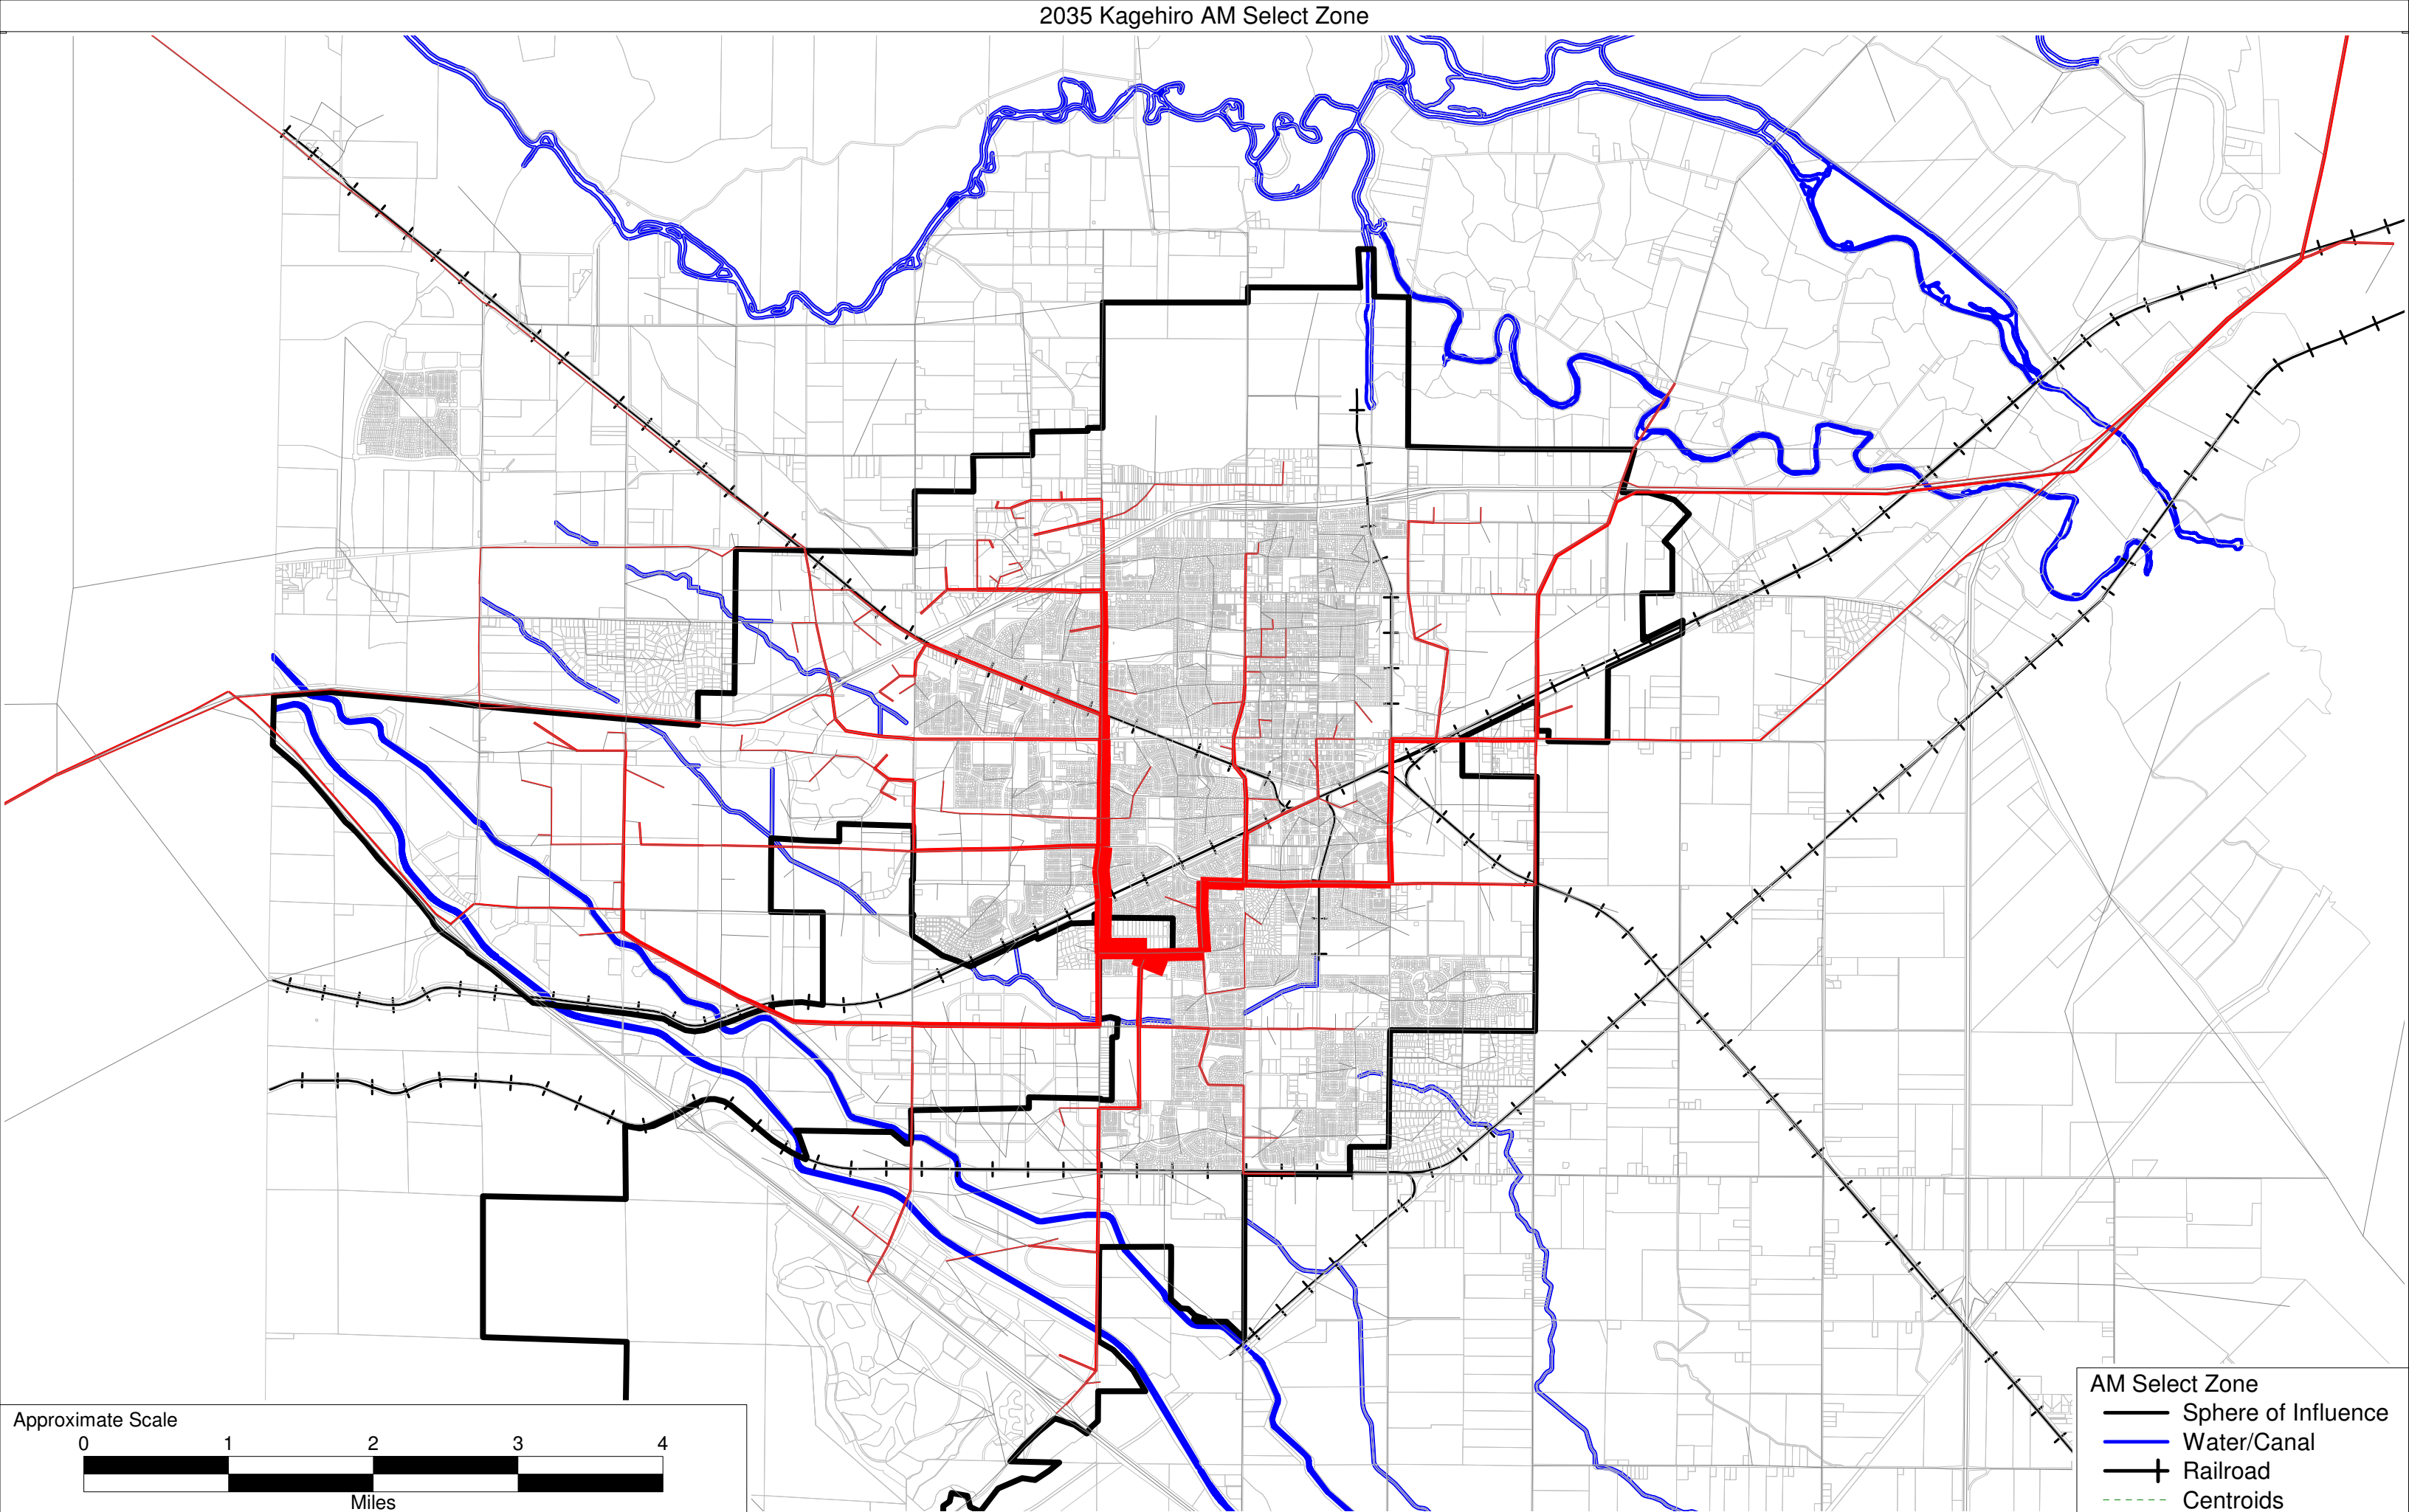 2035 Kagehiro AM Select Zone
Approximate Scale
0 1 2 3 4
Miles
AM Select Zone
Sphere of Influence
Water/Canal
Railroad
Centroids